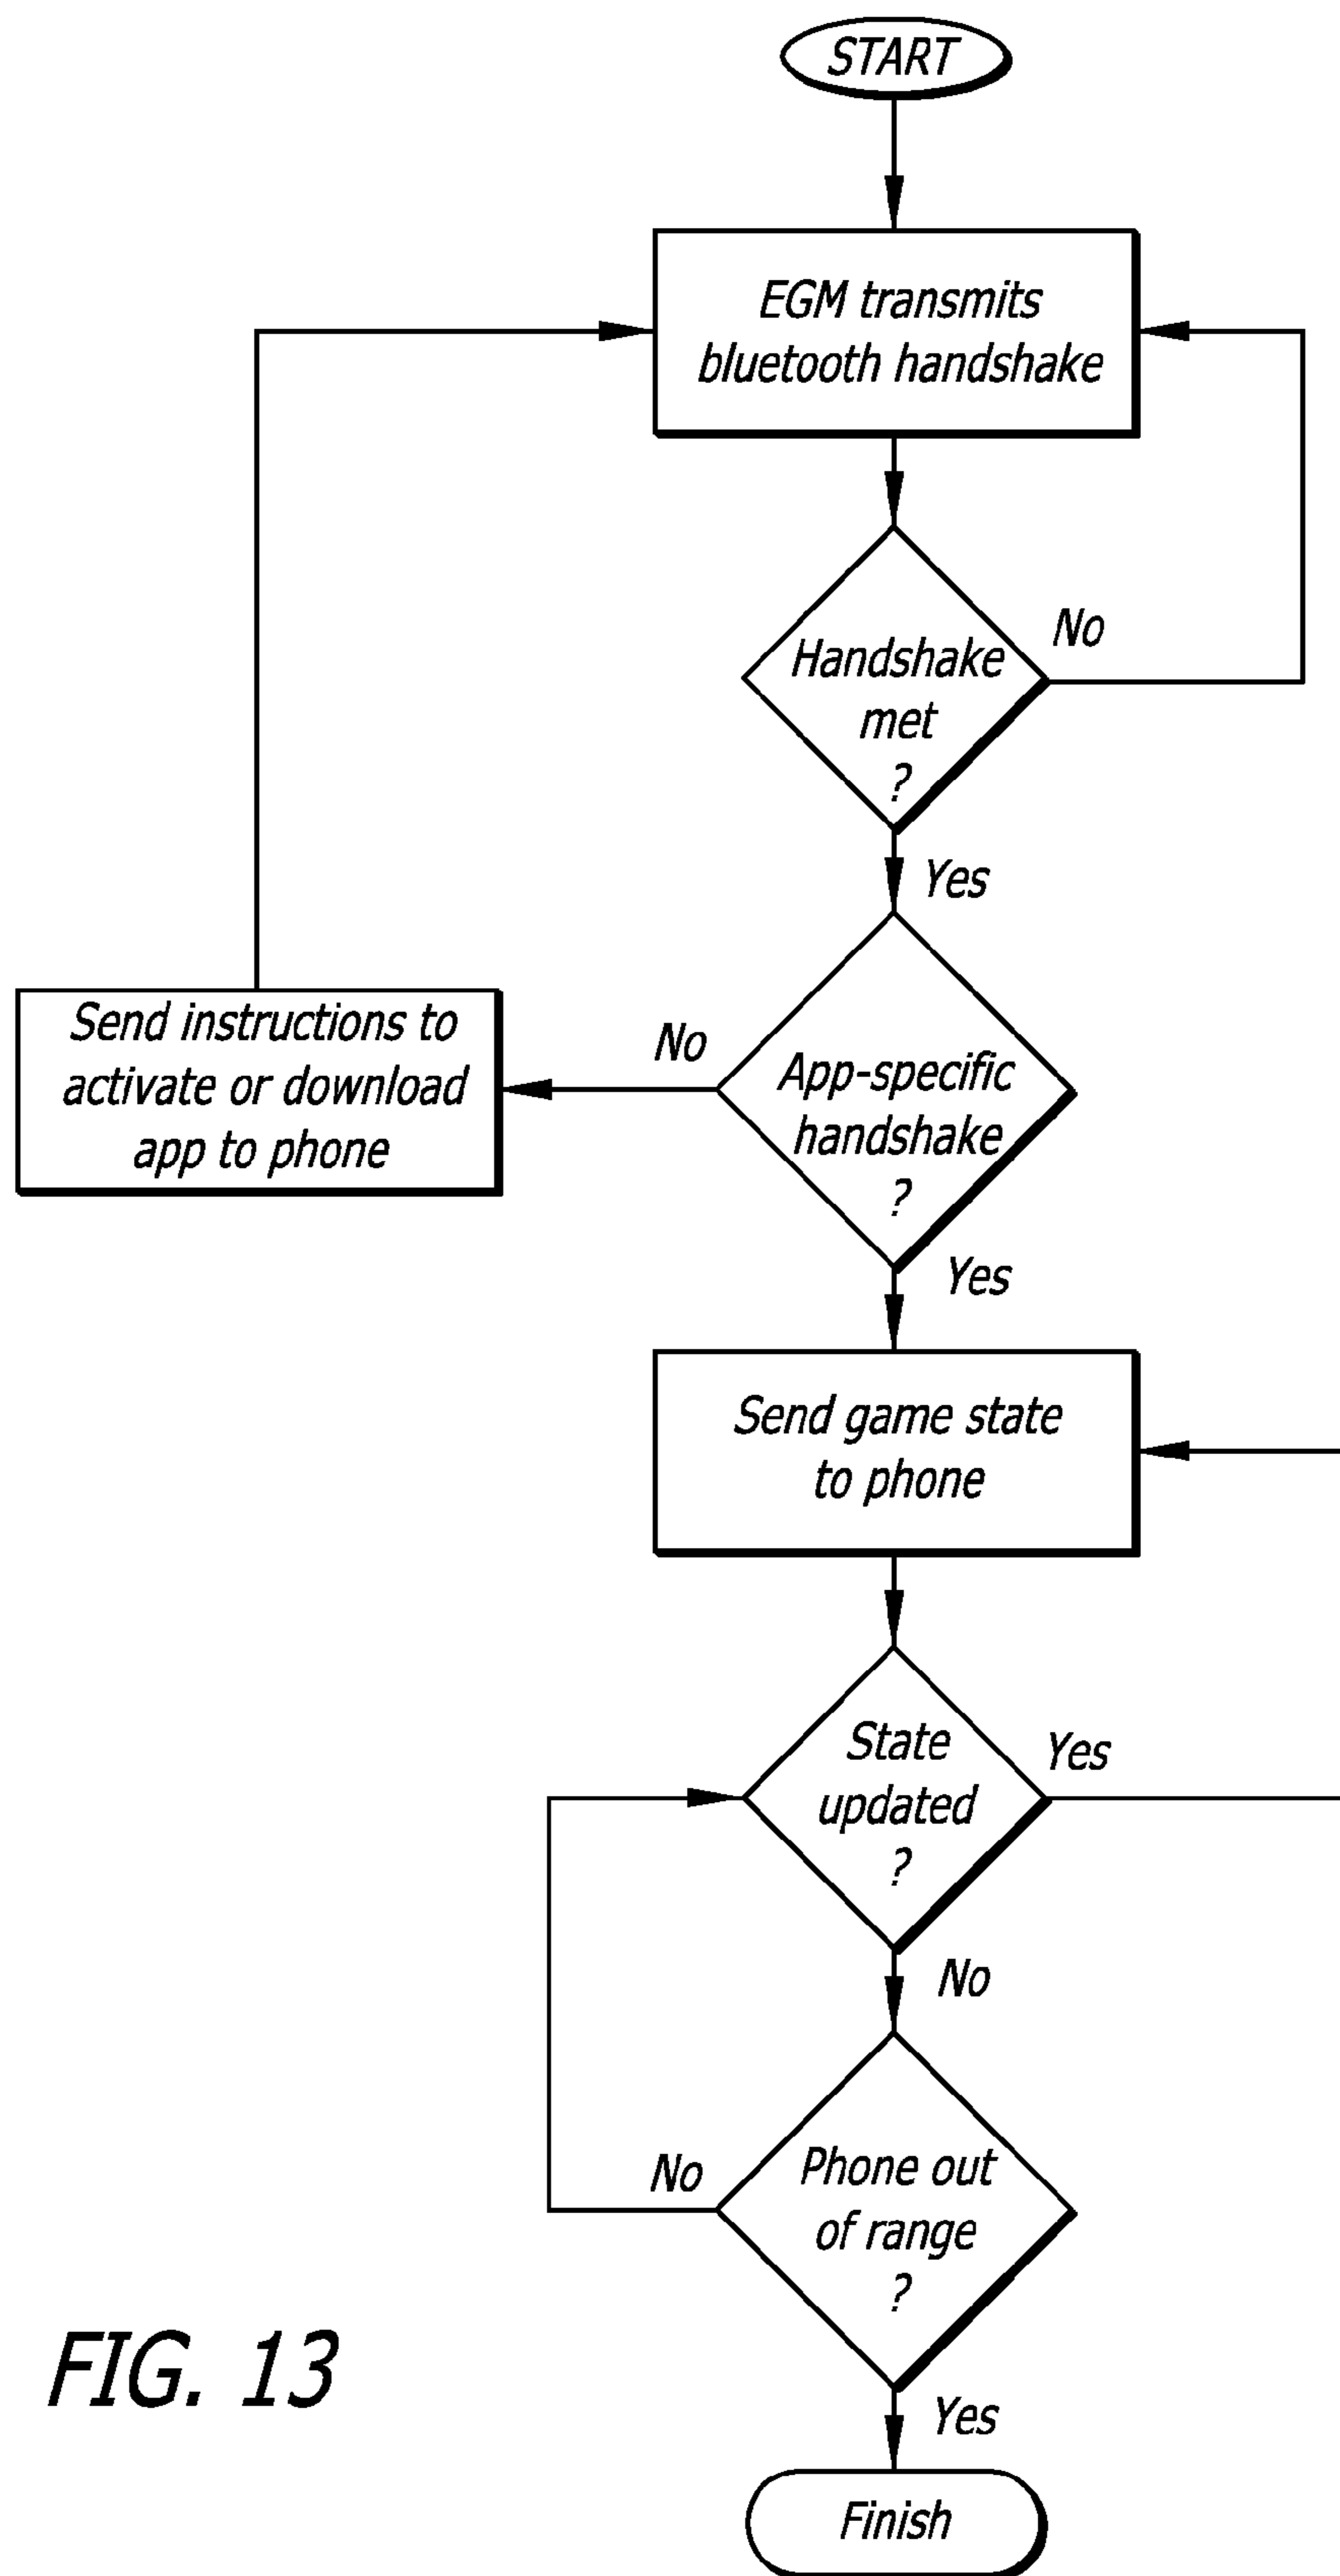 START
EGM transmits
bluetooth handshake
Handshake
met
?
No
Yes
App-specific
handshake
?
No
Yes
Send instructions to
activate or download
app to phone
Send game state
to phone
State
updated
?
Yes
No
Phone out
of range
?
No
Yes
Finish
FIG. 13